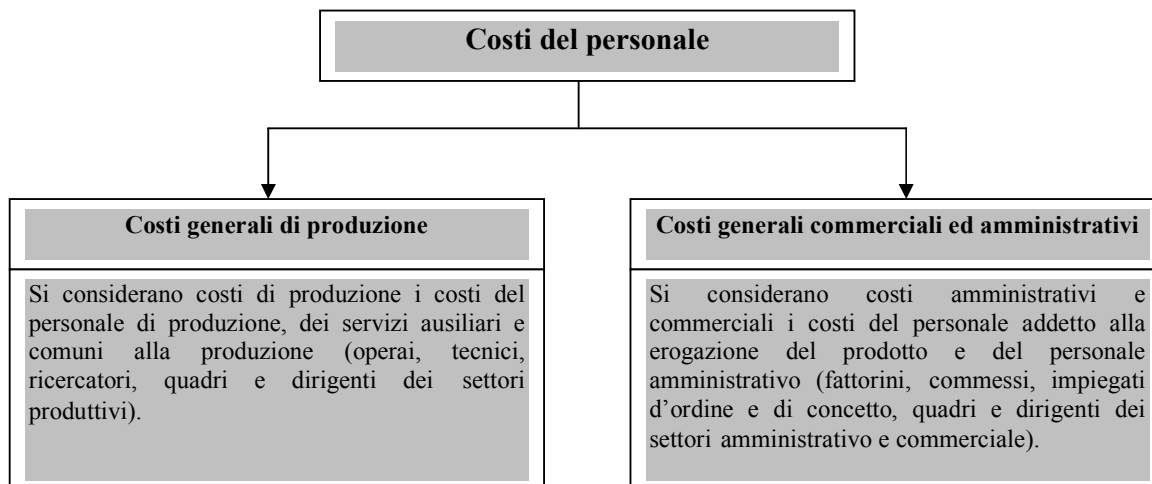 Costi del personale
Costi generali di produzione
Si considerano costi di produzione i costi del
personale di produzione, dei servizi ausiliari e
comuni alla produzione (operai, tecnici,
ricercatori, quadri e dirigenti dei settori
produttivi).
Costi generali commerciali ed amministrativi
Si considerano costi amministrativi e
commerciali i costi del personale addetto alla
erogazione del prodotto e del personale
amministrativo (fattorini, commessi, impiegati
d’ordine e di concetto, quadri e dirigenti dei
settori amministrativo e commerciale).